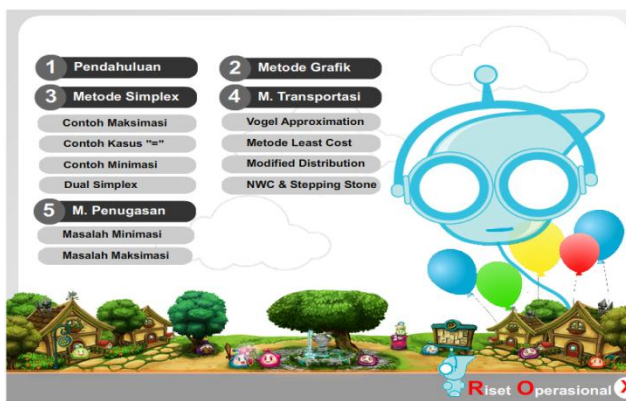 1 Pendahuluan
2 Metode Grafik
3 Metode Simplex
Contoh Maksimasi
Contoh Kasus "="
Contoh Minimasi
Dual Simplex
4 M. Transportasi
Vogel Approximation
Metode Least Cost
Modified Distribution
NWC & Stepping Stone
5 M. Penugasan
Masalah Minimasi
Masalah Maksimasi
Riset Operasional X